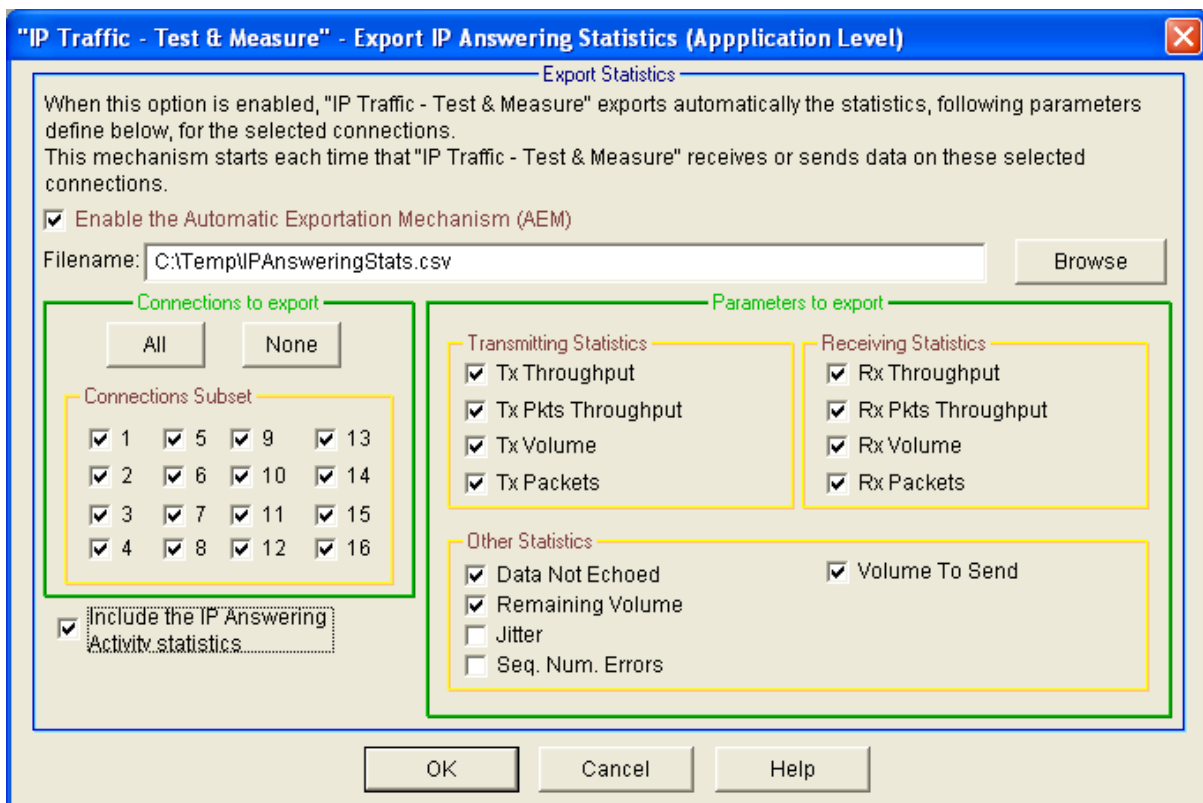 "IP Traffic - Test & Measure" - Export IP Answering Statistics (Appplication Level)
Export Statistics
When this option is enabled, "IP Traffic - Test & Measure" exports automatically the statistics, following parameters
define below, for the selected connections.
This mechanism starts each time that "IP Traffic - Test & Measure" receives or sends data on these selected
connections.
Enable the Automatic Exportation Mechanism (AEM)
Filename: C:\Temp\IPAnsweringStats.csv Browse
Connections to export
All None
Connections Subset
1 5 9 13
2 6 10 14
3 7 11 15
4 8 12 16
Include the IP Answering
Activity statistics
Parameters to export
Transmitting Statistics
Tx Throughput
Tx Pkts Throughput
Tx Volume
Tx Packets
Receiving Statistics
Rx Throughput
Rx Pkts Throughput
Rx Volume
Rx Packets
Other Statistics
Data Not Echoed
Remaining Volume
Jitter
Seq. Num. Errors
Volume To Send
OK Cancel Help